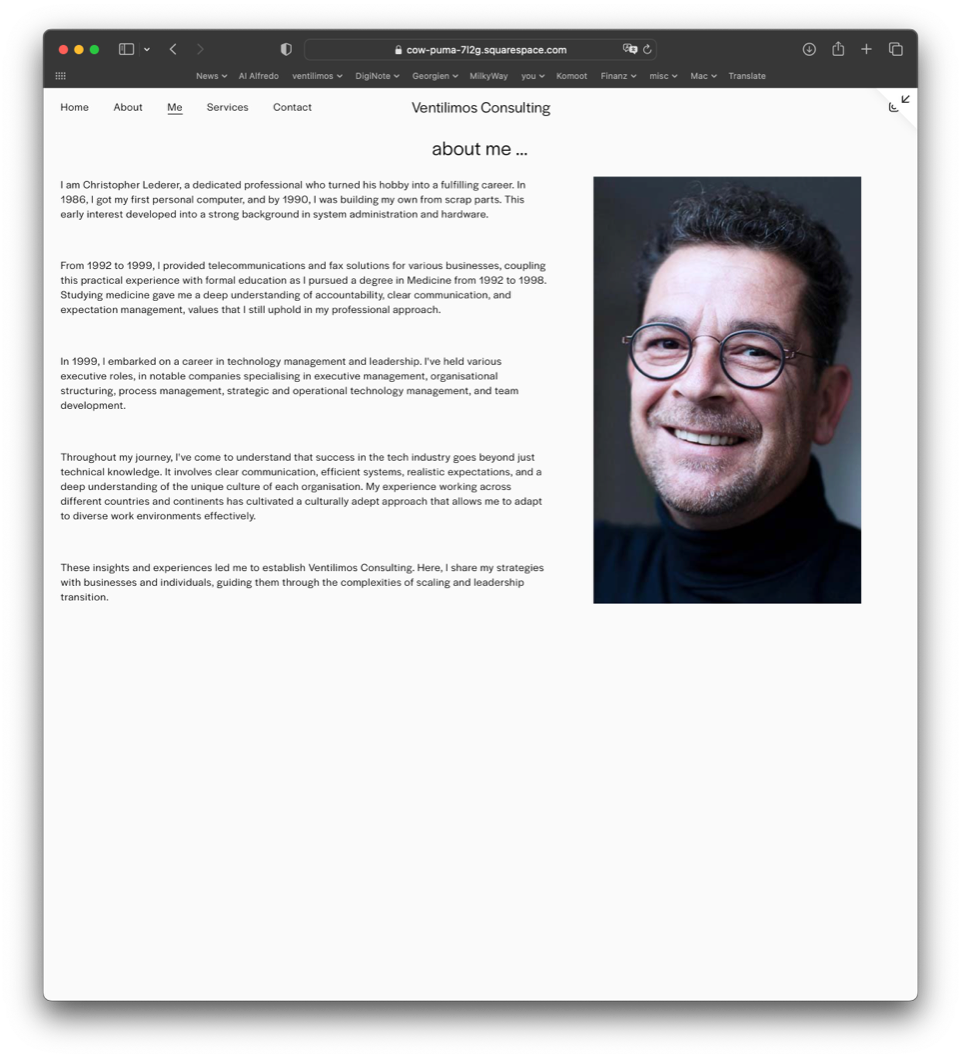 cow-puma-7l2g.squarespace.com
News AI Alfredo ventilimos DigiNote Georgien MilkyWay you Komoot Finanz misc Mac Translate
Home About Me Services Contact Ventilimos Consulting
about me ...
I am Christopher Lederer, a dedicated professional who turned his hobby into a fulfilling career. In
1986, I got my first personal computer, and by 1990, I was building my own from scrap parts. This
early interest developed into a strong background in system administration and hardware.
From 1992 to 1999, I provided telecommunications and fax solutions for various businesses, coupling
this practical experience with formal education as I pursued a degree in Medicine from 1992 to 1998.
Studying medicine gave me a deep understanding of accountability, clear communication, and
expectation management, values that I still uphold in my professional approach.
In 1999, I embarked on a career in technology management and leadership. I've held various
executive roles, in notable companies specialising in executive management, organisational
structuring, process management, strategic and operational technology management, and team
development.
Throughout my journey, I've come to understand that success in the tech industry goes beyond just
technical knowledge. It involves clear communication, efficient systems, realistic expectations, and a
deep understanding of the unique culture of each organisation. My experience working across
different countries and continents has cultivated a culturally adept approach that allows me to adapt
to diverse work environments effectively.
These insights and experiences led me to establish Ventilimos Consulting. Here, I share my strategies
with businesses and individuals, guiding them through the complexities of scaling and leadership
transition.